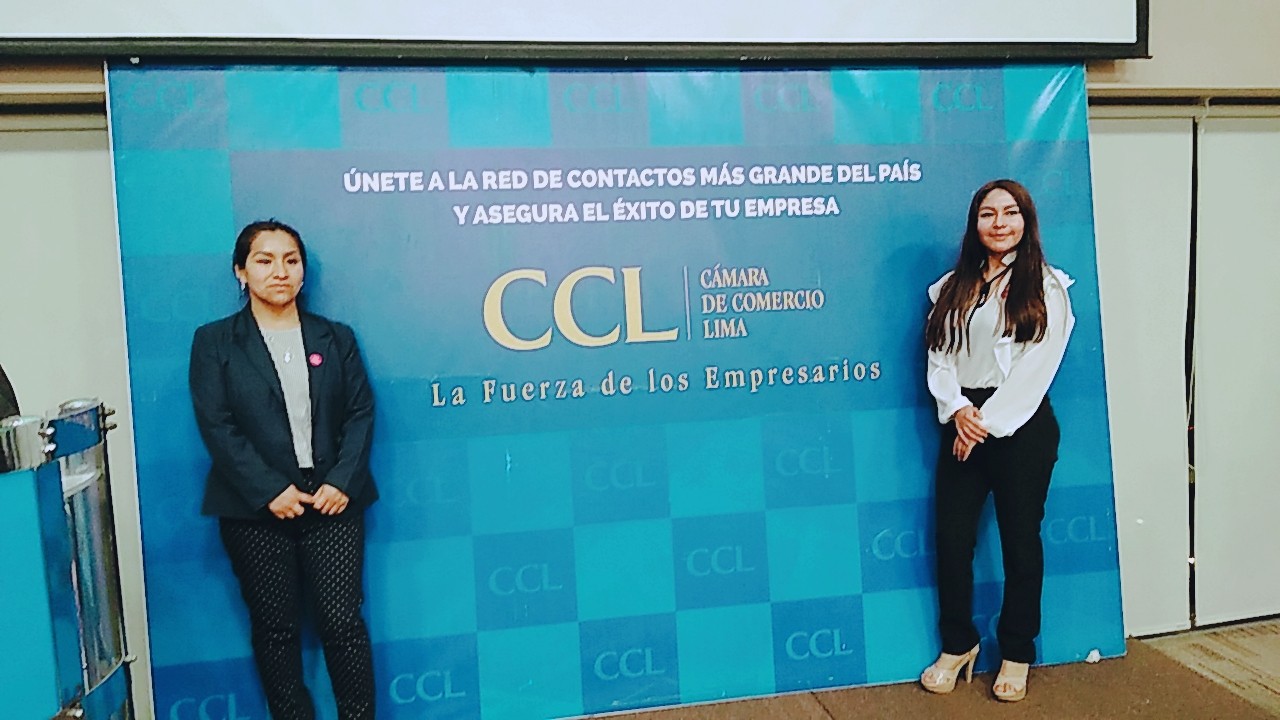 CCL CCL CCL CCL CCL
ÚNETE A LA RED DE CONTACTOS MÁS GRANDE DEL PAÍS
Y ASEGURA EL ÉXITO DE TU EMPRESA
CCL
CÁMARA
DE COMERCIO
LIMA
La Fuerza de los Empresarios
CCL CCL
CCL CCL CCL CCL
CCL CCL CCL CCL